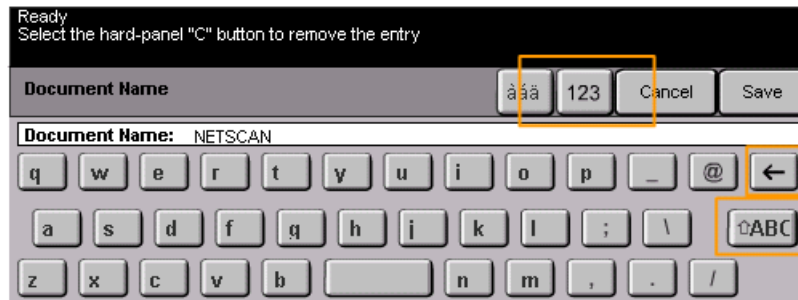 Ready
Select the hard-panel "C" button to remove the entry
Document Name àáä 123 Cancel Save
Document Name: NETSCAN
q w e r t y u i o p _ @ ←
a s d f g h j k l ; \ ⇧ABC
z x c v b n m , . /